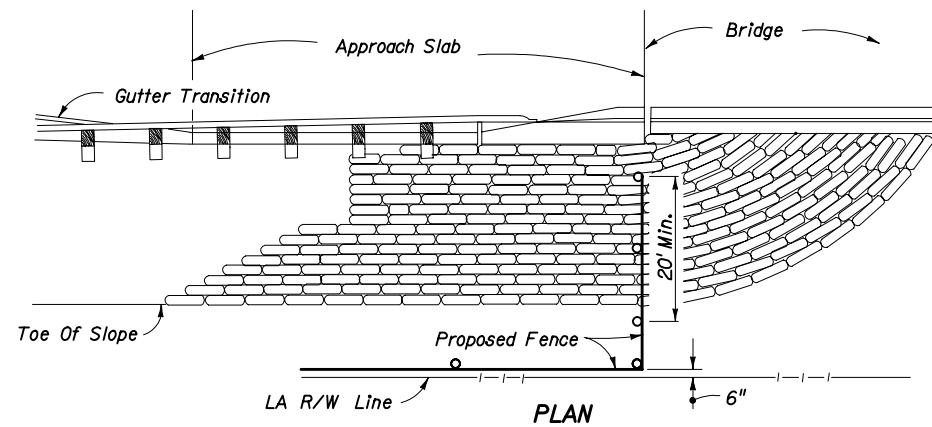 Bridge
Approach Slab
Gutter Transition
20' Min.
Toe Of Slope
Proposed Fence
LA R/W Line
6"
PLAN